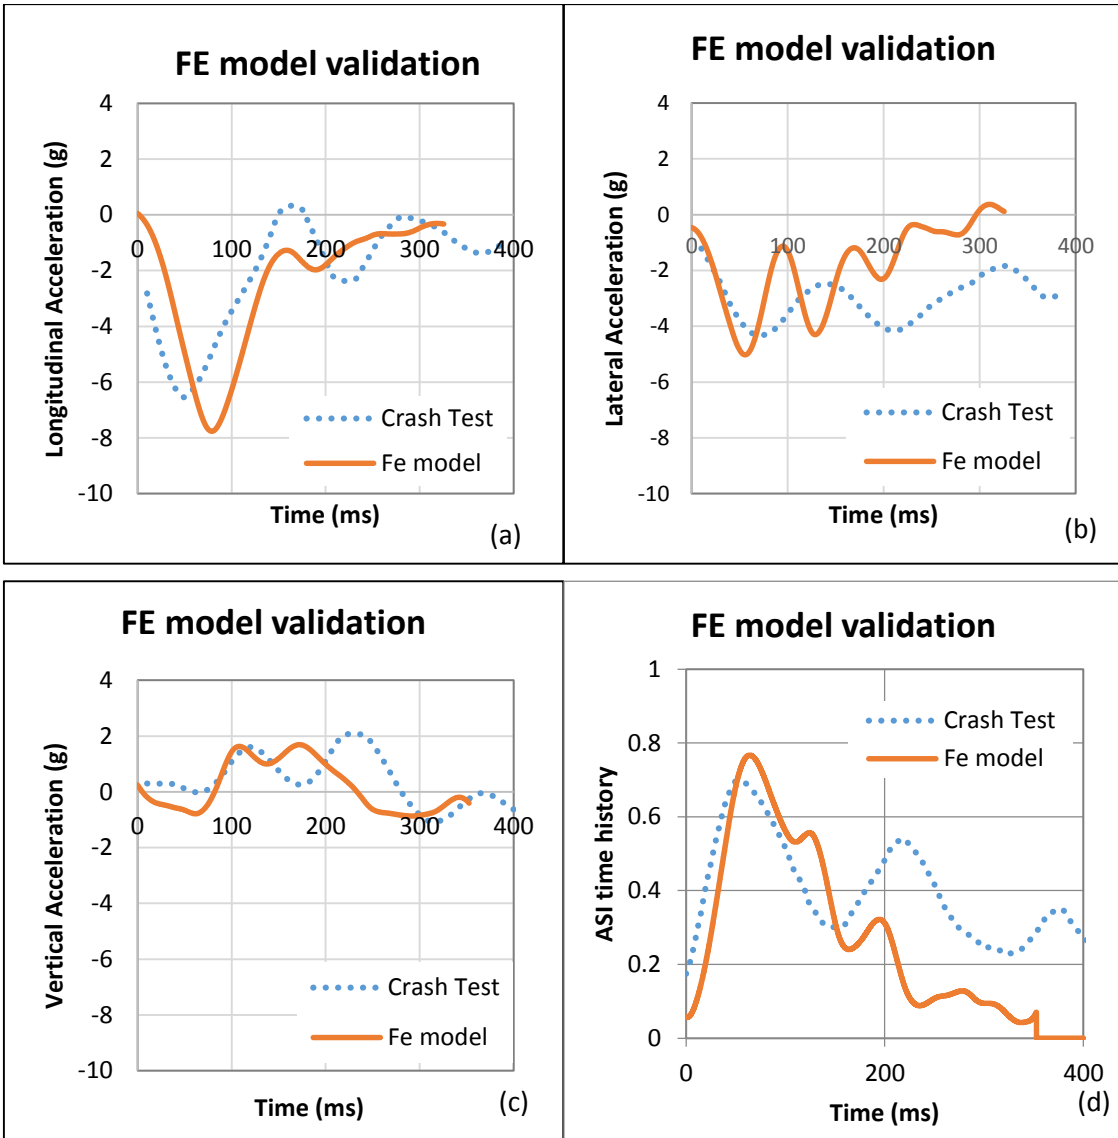 FE model validation
4
2
0
-2
-4
-6
-8
-10
0
100
200
300
400
Longitudinal Acceleration (g)
Crash Test
Fe model
Time (ms)
(a)
FE model validation
4
2
0
-2
-4
-6
-8
-10
0
100
200
300
400
Lateral Acceleration (g)
Crash Test
Fe model
Time (ms)
(b)
FE model validation
4
2
0
-2
-4
-6
-8
-10
0
100
200
300
400
Vertical Acceleration (g)
Crash Test
Fe model
Time (ms)
(c)
FE model validation
1
0.8
0.6
0.4
0.2
0
ASI time history
Crash Test
Fe model
0
200
400
Time (ms)
(d)